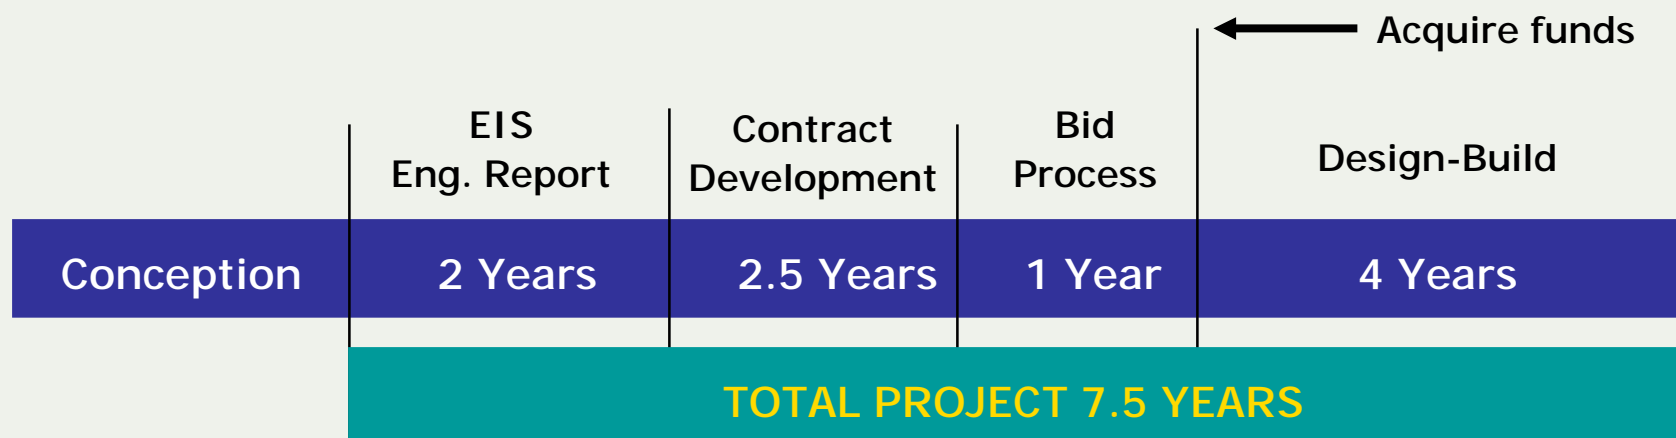 Acquire funds
EIS
Eng. Report
Contract
Development
Bid
Process
Design-Build
Conception
2 Years
2.5 Years
1 Year
4 Years
TOTAL PROJECT 7.5 YEARS